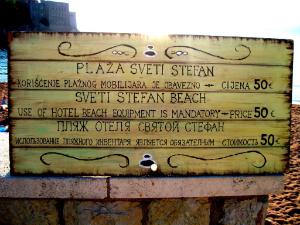 PLAŽA SVETI STEFAN
KORIŠĆENJE PLAŽNOG MOBILIJARA JE OBAVEZNO - CIJENA 50€
SVETI STEFAN BEACH
USE OF HOTEL BEACH EQUIPMENT IS MANDATORY - PRICE 50€
ПЛЯЖ ОТЕЛЯ СВЯТОЙ СТЕФАН
ИСПОЛЬЗОВАНИЕ ПЛЯЖНОГО ИНВЕНТАРЯ ЯВЛЯЕТСЯ ОБЯЗАТЕЛЬНЫМ - СТОИМОСТЬ 50€